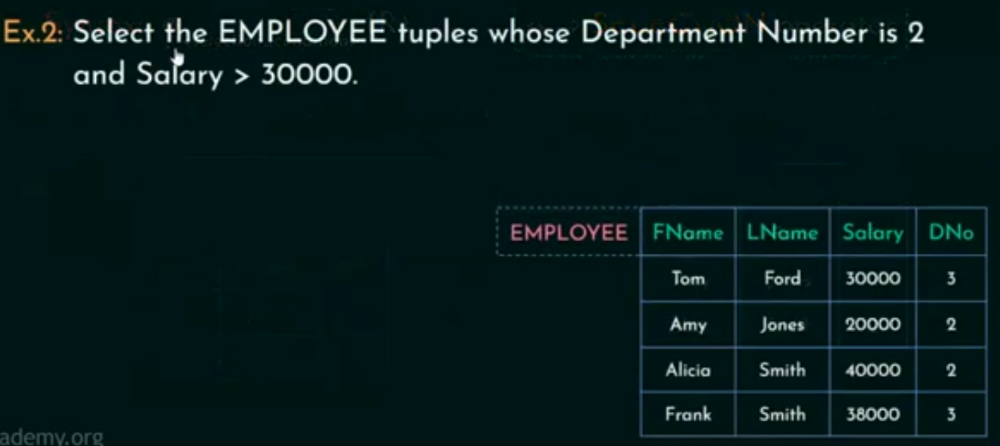 Ex.2: Select the EMPLOYEE tuples whose Department Number is 2
and Salary > 30000.
EMPLOYEE FName LName Salary DNo
Tom Ford 30000 3
Amy Jones 20000 2
Alicia Smith 40000 2
Frank Smith 38000 3
ademy.org